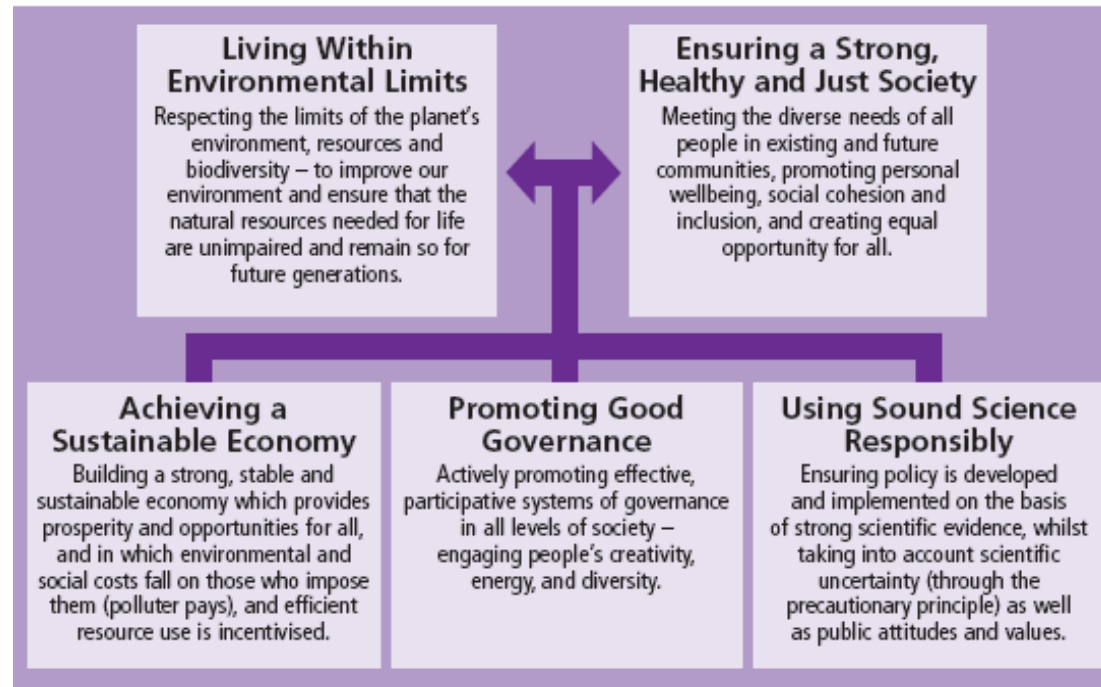 Living Within
Environmental Limits
Respecting the limits of the planet's
environment, resources and
biodiversity – to improve our
environment and ensure that the
natural resources needed for life
are unimpaired and remain so for
future generations.
Ensuring a Strong,
Healthy and Just Society
Meeting the diverse needs of all
people in existing and future
communities, promoting personal
wellbeing, social cohesion and
inclusion, and creating equal
opportunity for all.
Achieving a
Sustainable Economy
Building a strong, stable and
sustainable economy which provides
prosperity and opportunities for all,
and in which environmental and
social costs fall on those who impose
them (polluter pays), and efficient
resource use is incentivised.
Promoting Good
Governance
Actively promoting effective,
participative systems of governance
in all levels of society –
engaging people's creativity,
energy, and diversity.
Using Sound Science
Responsibly
Ensuring policy is developed
and implemented on the basis
of strong scientific evidence, whilst
taking into account scientific
uncertainty (through the
precautionary principle) as well
as public attitudes and values.